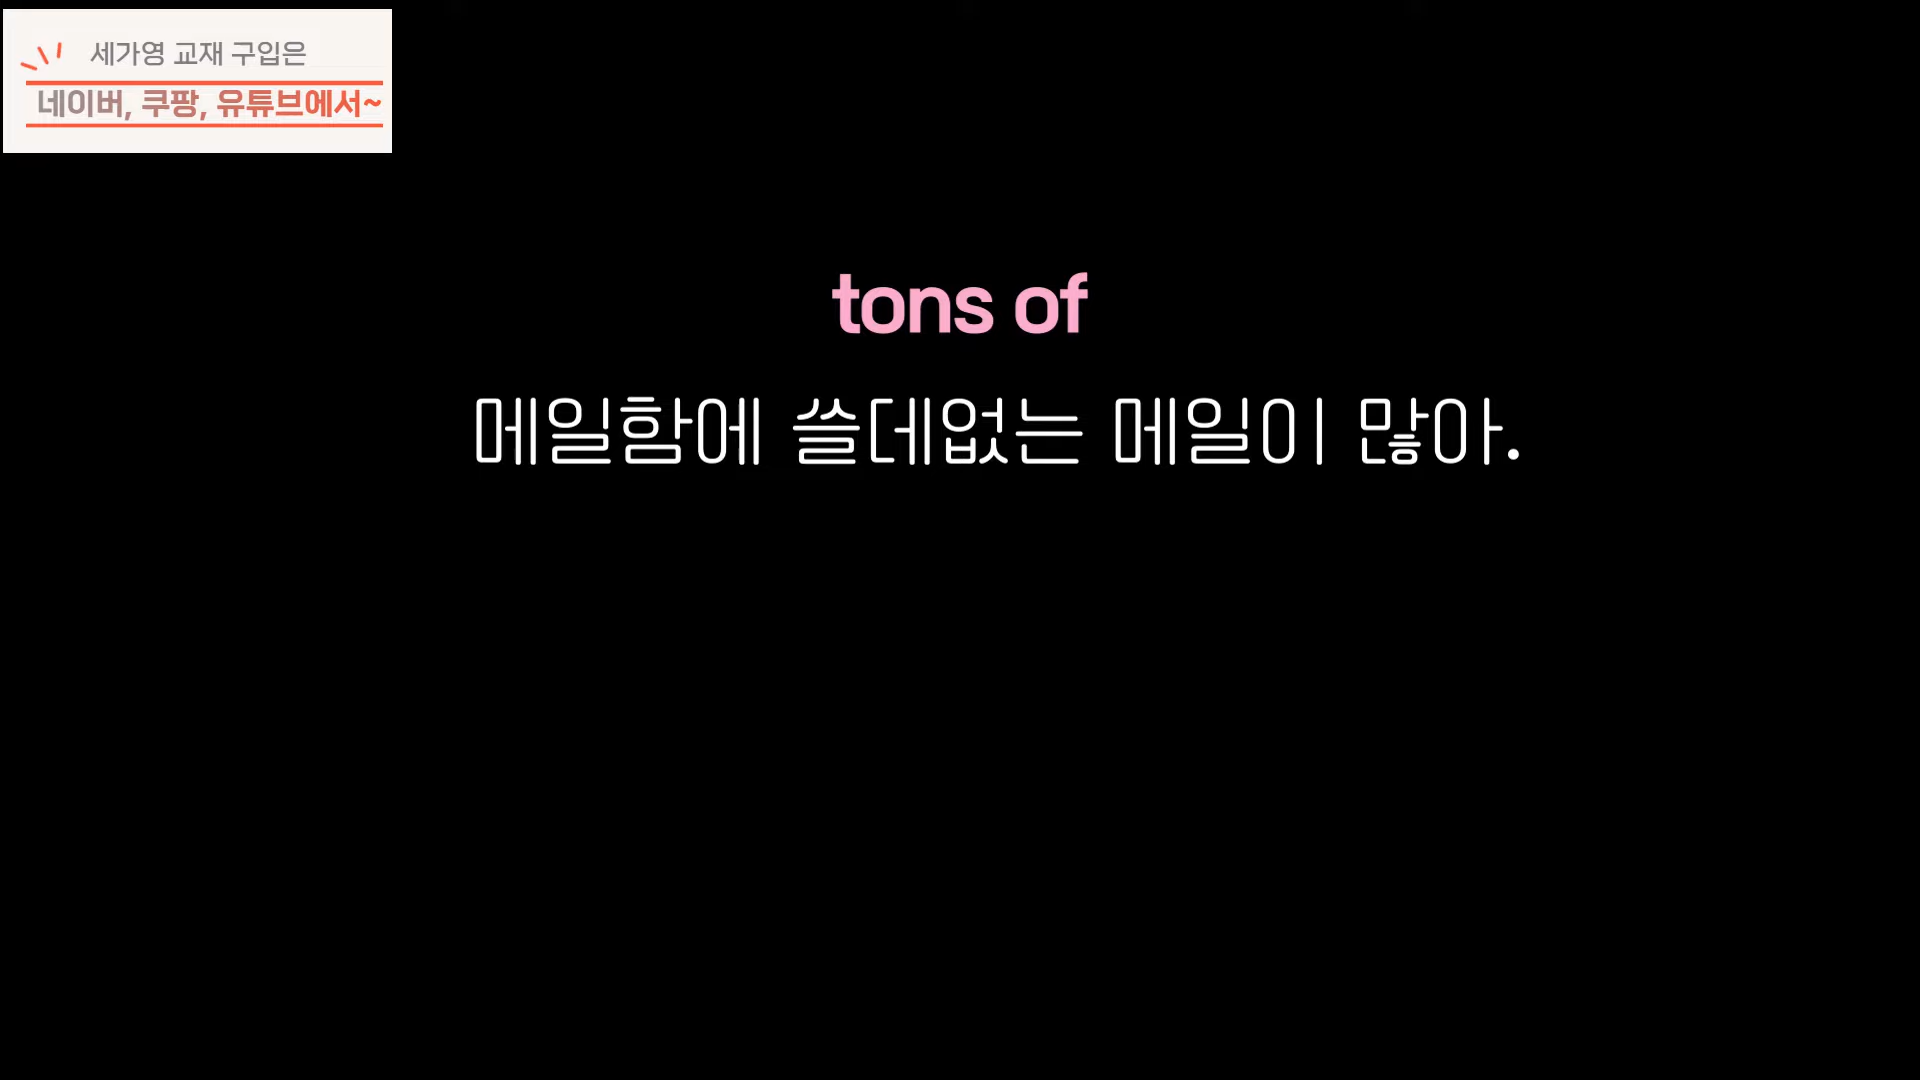 세가영 교재 구입은
네이버, 쿠팡, 유튜브에서~
tons of
메일함에 쓸데없는 메일이 많아.